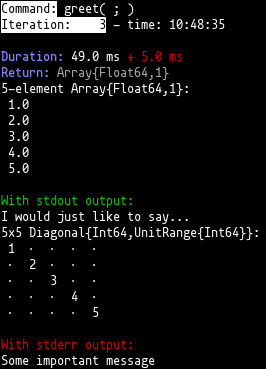 Command: greet( ; )
Iteration:   3 – time: 10:48:35
Duration: 49.0 ms + 5.0 ms
Return: Array{Float64,1}
5-element Array{Float64,1}:
 1.0
 2.0
 3.0
 4.0
 5.0
With stdout output:
I would just like to say...
5x5 Diagonal{Int64,UnitRange{Int64}}:
 1  ⋅  ⋅  ⋅  ⋅
 ⋅  2  ⋅  ⋅  ⋅
 ⋅  ⋅  3  ⋅  ⋅
 ⋅  ⋅  ⋅  4  ⋅
 ⋅  ⋅  ⋅  ⋅  5
With stderr output:
Some important message